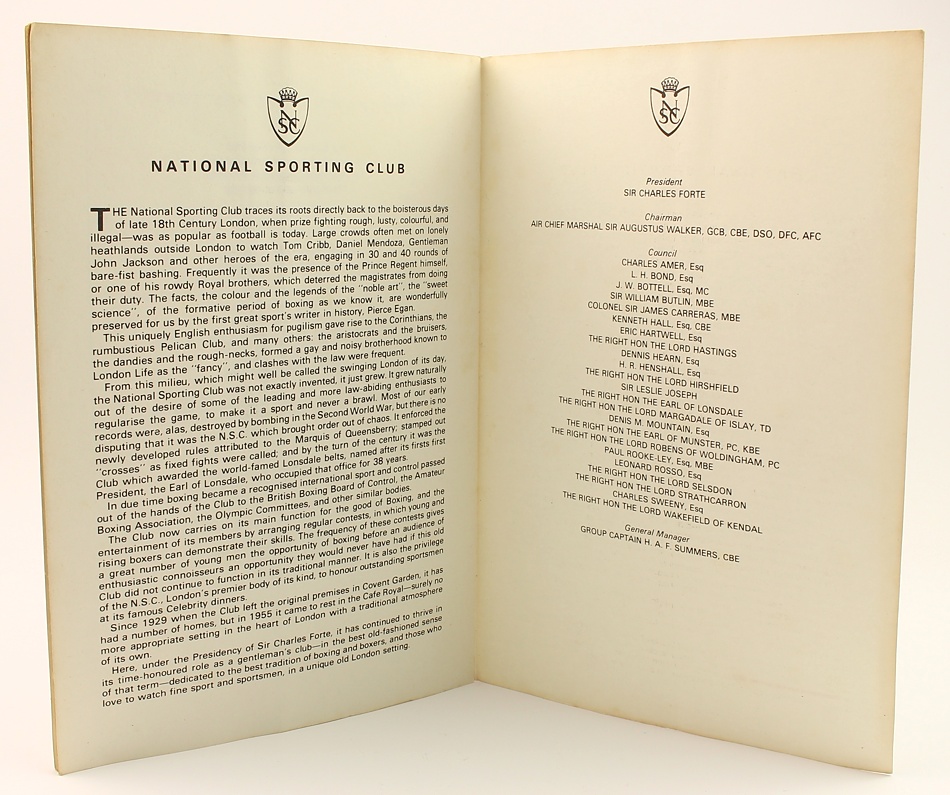 NSC
NATIONAL SPORTING CLUB
THE National Sporting Club traces its roots directly back to the boisterous days
of late 18th Century London, when prize fighting rough, lusty, colourful, and
illegal—was as popular as football is today. Large crowds often met on lonely
heathlands outside London to watch Tom Cribb, Daniel Mendoza, Gentleman
John Jackson and other heroes of the era, engaging in 30 and 40 rounds of
bare-fist bashing. Frequently it was the presence of the Prince Regent himself,
or one of his rowdy Royal brothers, which deterred the magistrates from doing
their duty. The facts, the colour and the legends of the "noble art", the "sweet
science", of the formative period of boxing as we know it, are wonderfully
preserved for us by the first great sport's writer in history, Pierce Egan.
This uniquely English enthusiasm for pugilism gave rise to the Corinthians, the
rumbustious Pelican Club, and many others: the aristocrats and the bruisers,
the dandies and the rough-necks, formed a gay and noisy brotherhood known to
London Life as the "fancy", and clashes with the law were frequent.
From this milieu, which might well be called the swinging London of its day,
the National Sporting Club was not exactly invented, it just grew. It grew naturally
out of the desire of some of the leading and more law-abiding enthusiasts to
regularise the game, to make it a sport and never a brawl. Most of our early
records were, alas, destroyed by bombing in the Second World War, but there is no
disputing that it was the N.S.C. which brought order out of chaos. It enforced the
newly developed rules attributed to the Marquis of Queensberry; stamped out
"crosses" as fixed fights were called; and by the turn of the century it was the
Club which awarded the world-famed Lonsdale belts, named after its firsts first
President, the Earl of Lonsdale, who occupied that office for 38 years.
In due time boxing became a recognised international sport and control passed
out of the hands of the Club to the British Boxing Board of Control, the Amateur
Boxing Association, the Olympic Committees, and other similar bodies.
The Club now carries on its main function for the good of Boxing, and the
entertainment of its members by arranging regular contests, in which young and
rising boxers can demonstrate their skills. The frequency of these contests gives
a great number of young men the opportunity of boxing before an audience of
enthusiastic connoisseurs an opportunity they would never have had if this old
Club did not continue to function in its traditional manner. It is also the privilege
of the N.S.C., London's premier body of its kind, to honour outstanding sportsmen
at its famous Celebrity dinners.
Since 1929 when the Club left the original premises in Covent Garden, it has
had a number of homes, but in 1955 it came to rest in the Cafe Royal—surely no
more appropriate setting in the heart of London with a traditional atmosphere
of its own.
Here, under the Presidency of Sir Charles Forte, it has continued to thrive in
its time-honoured role as a gentleman's club—in the best old-fashioned sense
of that term—dedicated to the best tradition of boxing and boxers, and those who
love to watch fine sport and sportsmen, in a unique old London setting.
NSC
President
SIR CHARLES FORTE
Chairman
AIR CHIEF MARSHAL SIR AUGUSTUS WALKER, GCB, CBE, DSO, DFC, AFC
Council
CHARLES AMER, Esq
L. H. BOND, Esq
J. W. BOTTELL, Esq, MC
SIR WILLIAM BUTLIN, MBE
COLONEL SIR JAMES CARRERAS, MBE
KENNETH HALL, Esq, CBE
ERIC HARTWELL, Esq
THE RIGHT HON THE LORD HASTINGS
DENNIS HEARN, Esq
H. R. HENSHALL, Esq
THE RIGHT HON THE LORD HIRSHFIELD
SIR LESLIE JOSEPH
THE RIGHT HON THE EARL OF LONSDALE
THE RIGHT HON THE LORD MARGADALE OF ISLAY, TD
DENIS M. MOUNTAIN, Esq
THE RIGHT HON THE EARL OF MUNSTER, PC, KBE
THE RIGHT HON THE LORD ROBENS OF WOLDINGHAM, PC
PAUL ROOKE-LEY, Esq, MBE
LEONARD ROSSO, Esq
THE RIGHT HON THE LORD SELSDON
THE RIGHT HON THE LORD STRATHCARRON
CHARLES SWEENY, Esq
THE RIGHT HON THE LORD WAKEFIELD OF KENDAL
General Manager
GROUP CAPTAIN H. A. F. SUMMERS, CBE